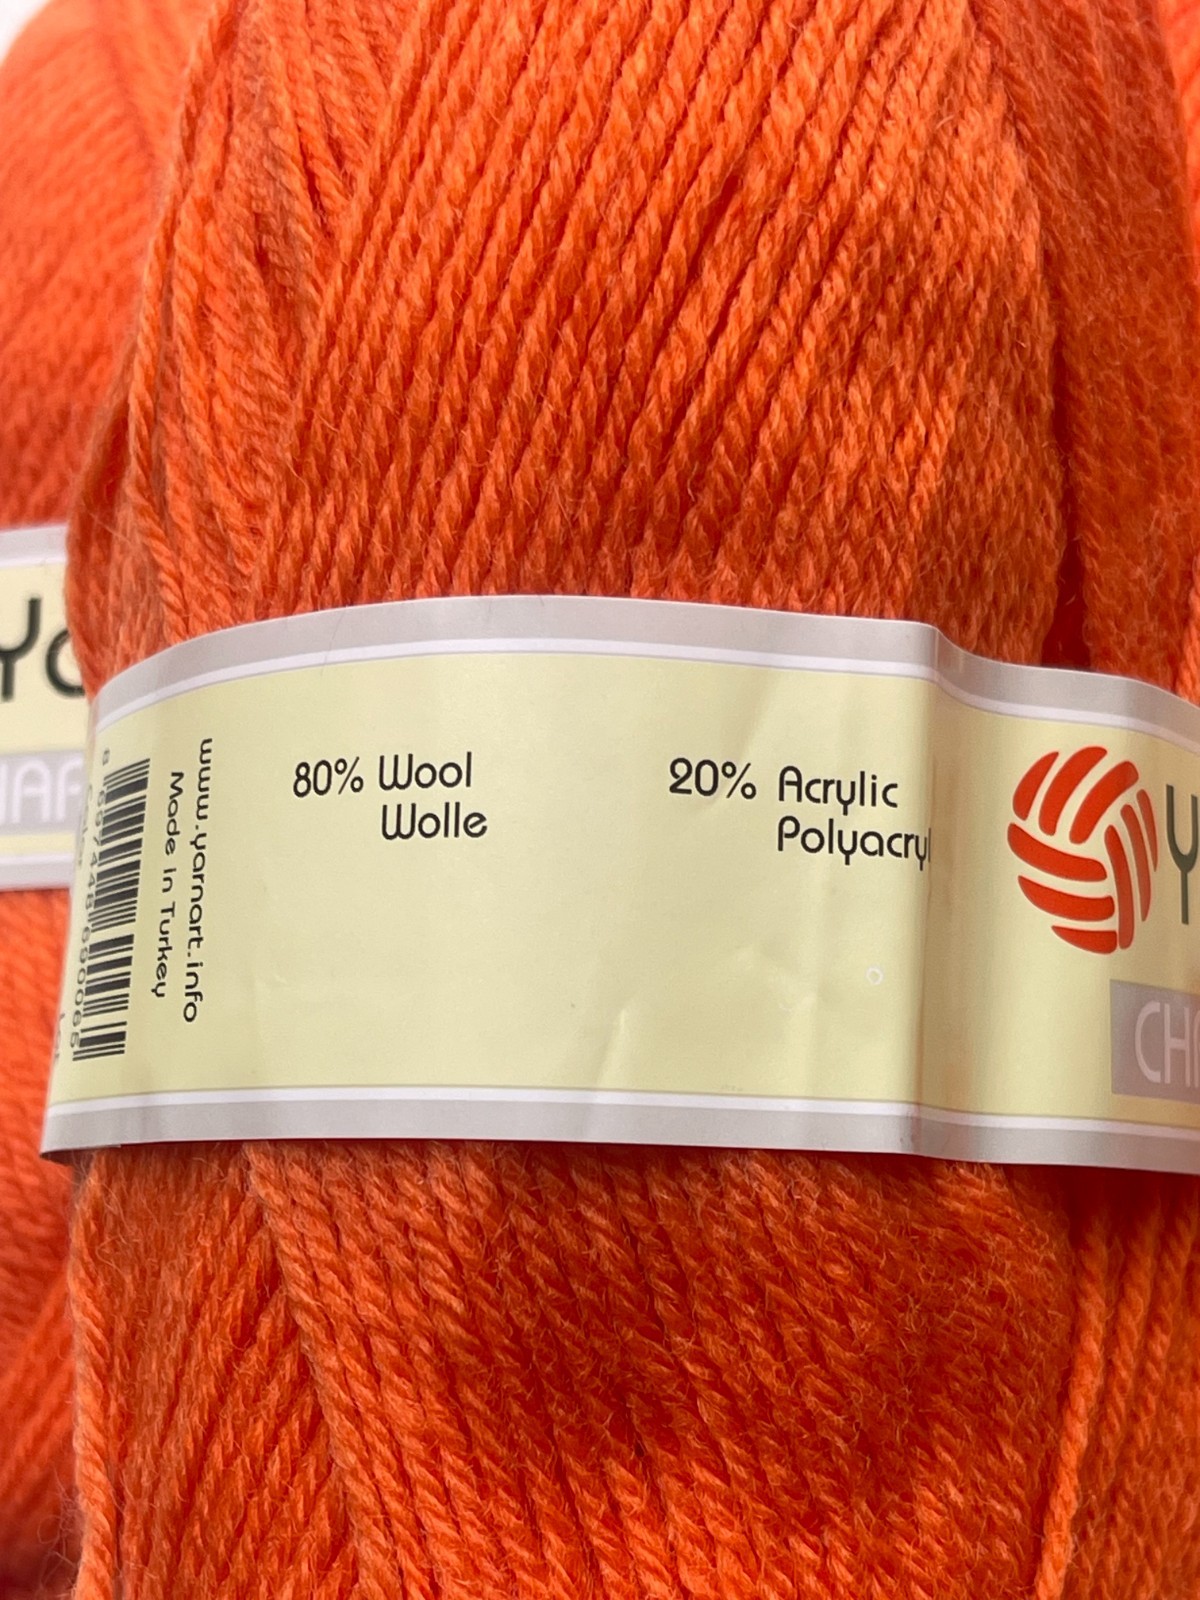 80% Wool
Wolle
20% Acrylic
Polyacryl
www.yarnart.info
Made in Turkey